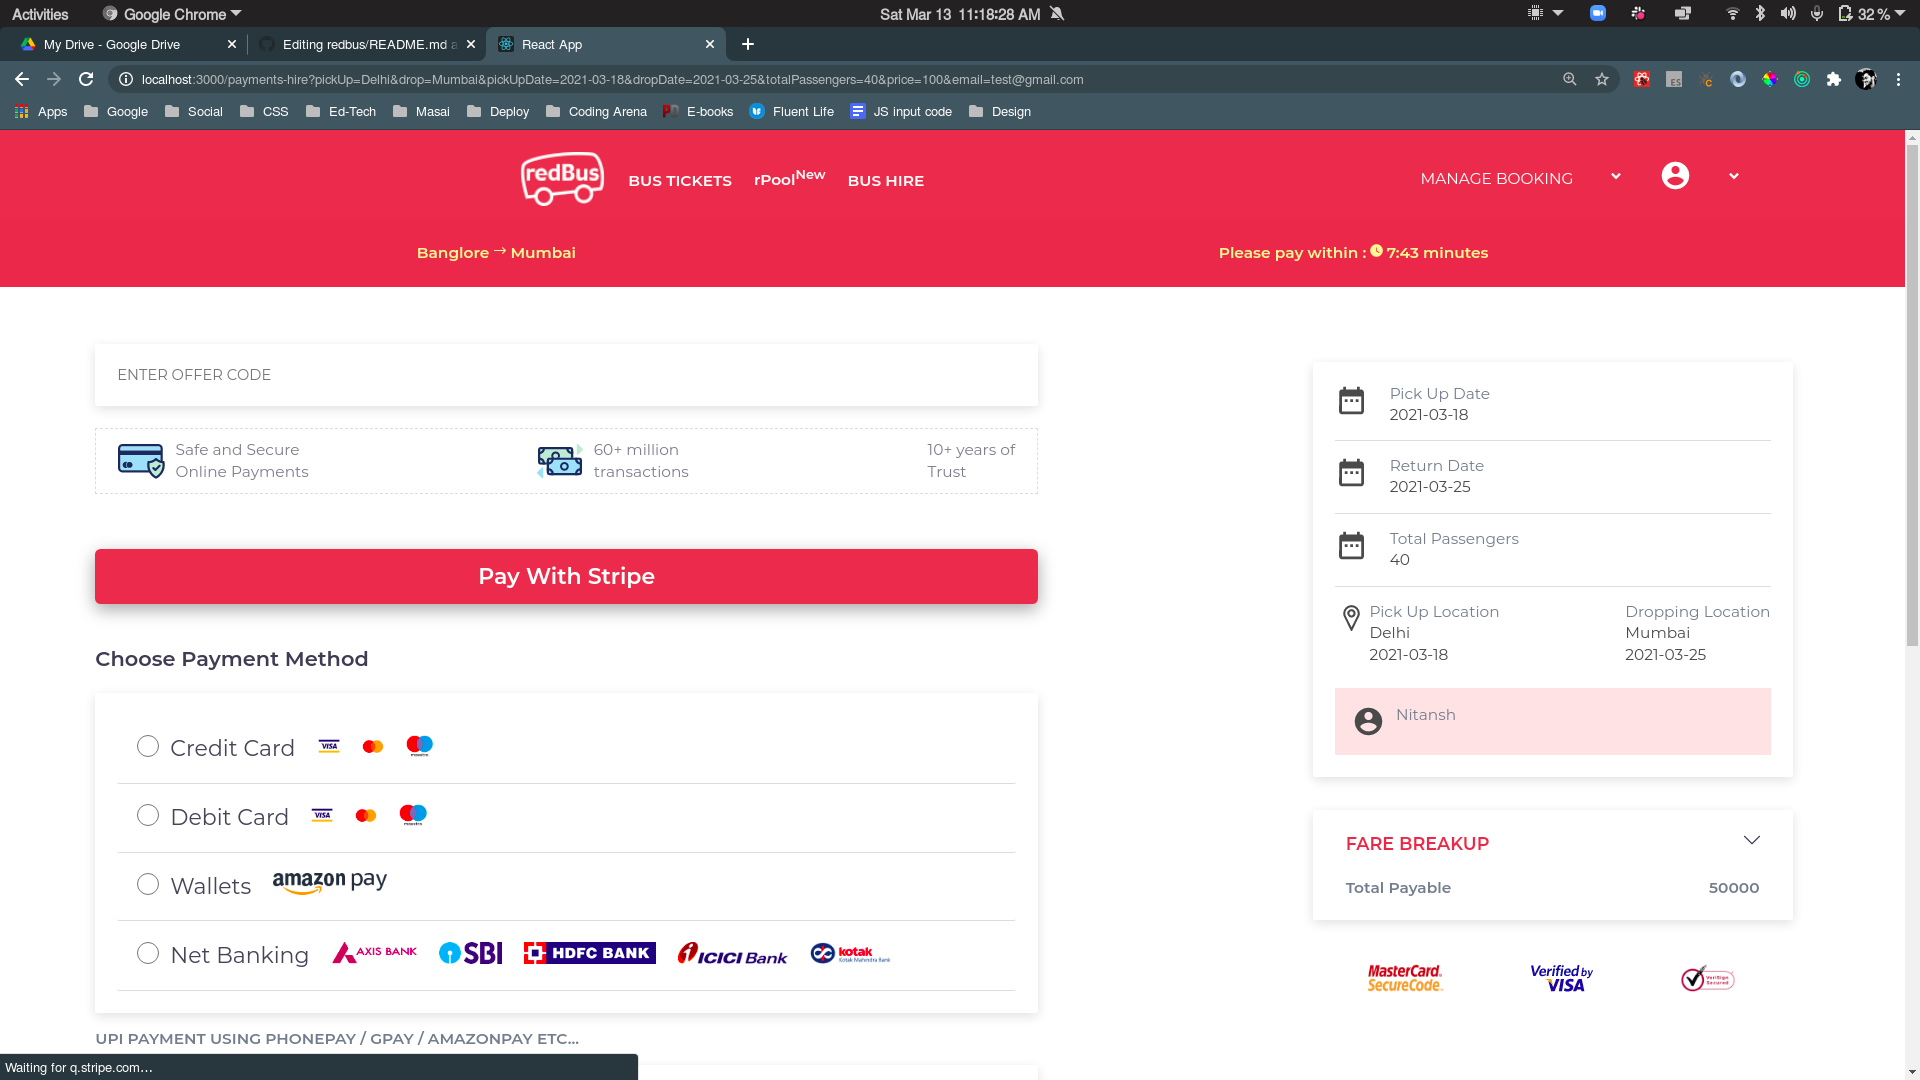 Activities
Google Chrome
Sat Mar 13 11:18:28 AM
32 %
My Drive - Google Drive
Editing redbus/README.md a
React App
localhost:3000/payments-hire?pickUp=Delhi&drop=Mumbai&pickUpDate=2021-03-18&dropDate=2021-03-25&totalPassengers=40&price=100&email=test@gmail.com
ES
Apps
Google
Social
CSS
Ed-Tech
Masai
Deploy
Coding Arena
E-books
Fluent Life
JS input code
Design
redBus
BUS TICKETS
rPoolNew
BUS HIRE
MANAGE BOOKING
Banglore → Mumbai
Please pay within : 7:43 minutes
ENTER OFFER CODE
Safe and Secure
Online Payments
60+ million
transactions
10+ years of
Trust
Pay With Stripe
Choose Payment Method
Credit Card
VISA
Debit Card
VISA
Wallets
amazon pay
Net Banking
AXIS BANK
SBI
HDFC BANK
ICICI Bank
kotak
Kotak Mahindra Bank
UPI PAYMENT USING PHONEPAY / GPAY / AMAZONPAY ETC...
Pick Up Date
2021-03-18
Return Date
2021-03-25
Total Passengers
40
Pick Up Location
Delhi
2021-03-18
Dropping Location
Mumbai
2021-03-25
Nitansh
FARE BREAKUP
Total Payable
50000
MasterCard.
SecureCode.
Verified by
VISA
VeriSign
Secured
Waiting for q.stripe.com...